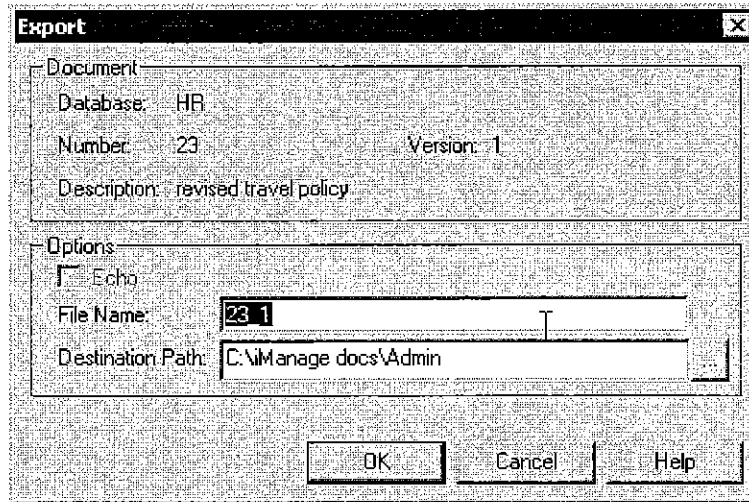 Export
Document
Database: HR
Number: 23 Version: 1
Description: revised travel policy
Options
Echo
File Name: 23_1
Destination Path: C:\iManage docs\Admin
...
OK Cancel Help